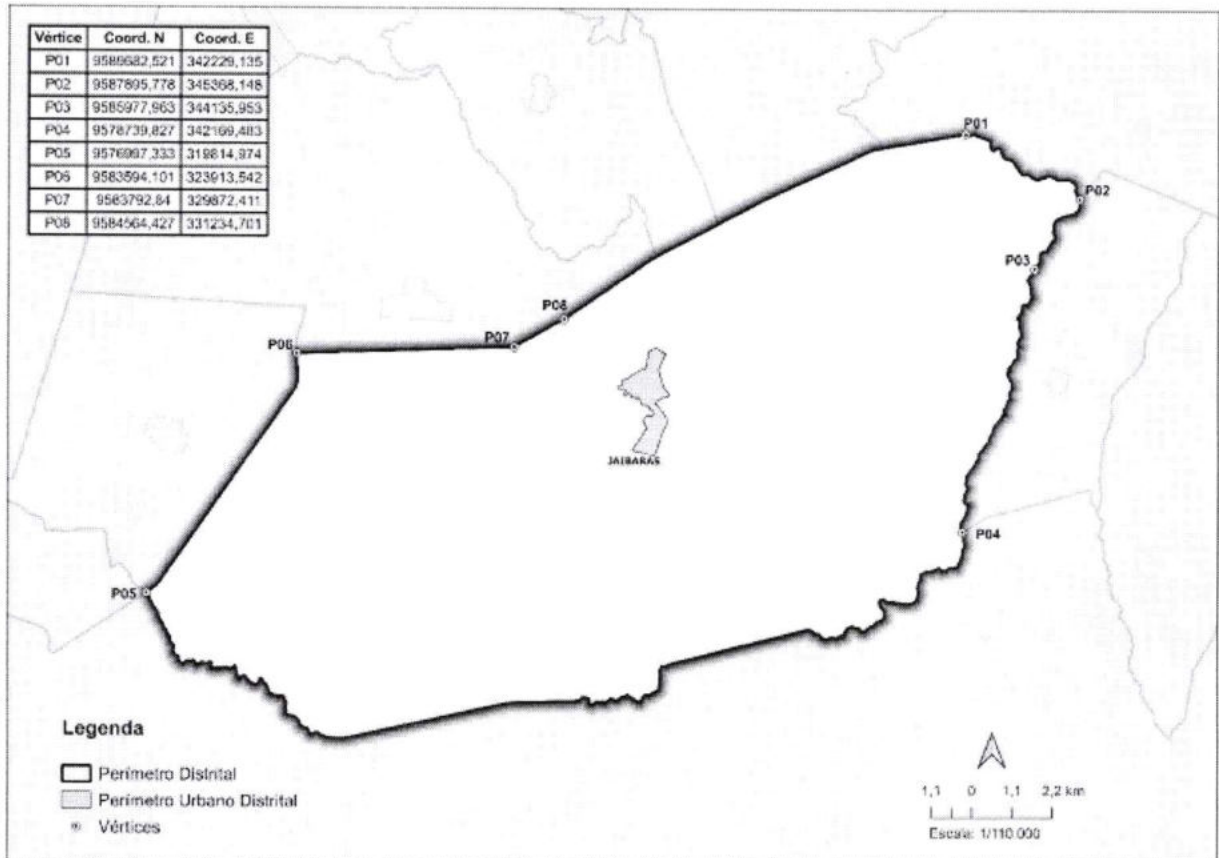 Vértice Coord. N Coord. E
P01 9589682,521 342229,135
P02 9587895,778 345368,148
P03 9585977,963 344135,953
P04 9578739,827 342169,483
P05 9576997,333 319814,974
P06 9583594,101 323913,542
P07 9583792,84 329872,411
P08 9584564,427 331234,701
P01
P02
P03
P08
P07
P06
JAIBARAS
P04
P05
Legenda
Perímetro Distrital
Perímetro Urbano Distrital
Vértices
1,1 0 1,1 2,2 km
Escala: 1/110.000